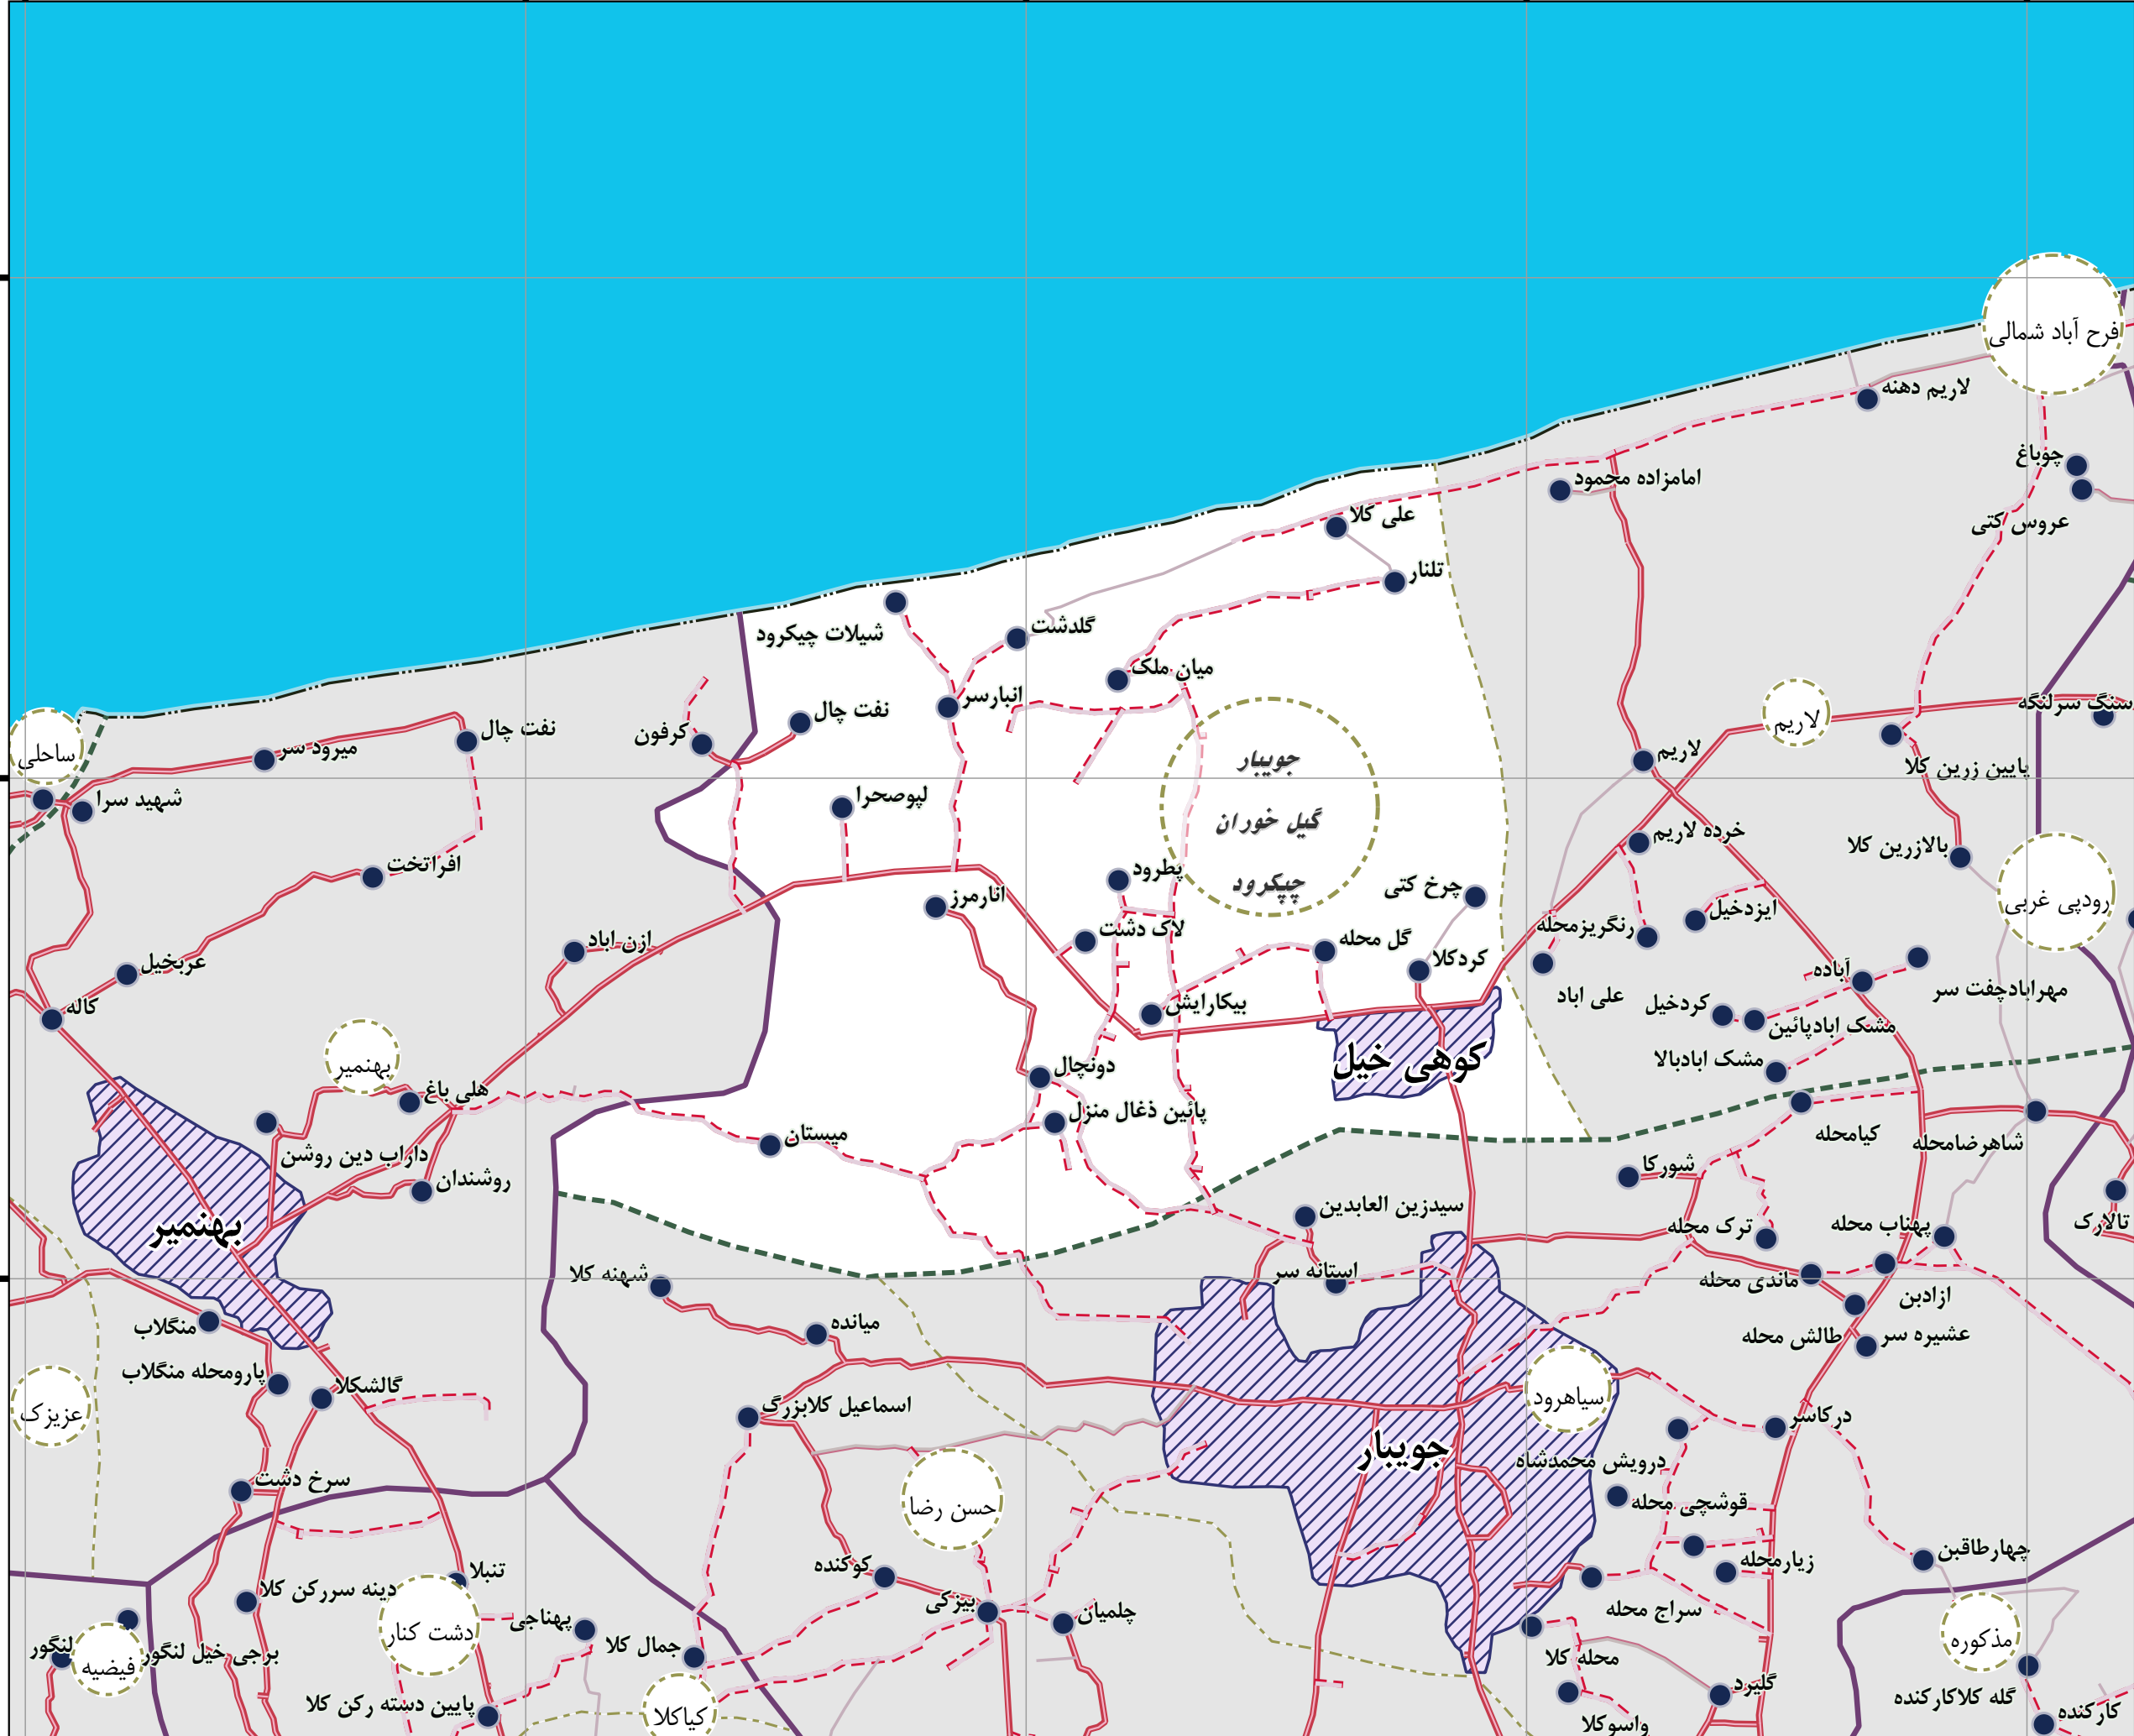 فرح آباد شمالی
لاریم دهنه
چوباغ
امامزاده محمود
عروس کتی
علی کلا
تلنار
گلدشت
شیلات چپکرود
میان ملک
انبارسر
نفت چال
کرفون
نفت چال
میرود سر
ساحلی
سنگ سرلنگه
لاریم
لاریم
پایین زرین کلا
جویبار
گیل خوران
چپکرود
لپوصحرا
شهید سرا
خرده لاریم
بالازرین کلا
افراتخت
پطرود
چرخ کتی
انارمرز
رودپی غربی
ایزدخیل
رنگریزمحله
لاک دشت
گل محله
ازن اباد
کردکلا
عربخیل
آباده
مهرابادچفت سر
علی اباد
کردخیل
بیکارایش
کاله
مشک ابادپائین
مشک ابادبالا
کوهی خیل
بهنمیر
دونچال
هلی باغ
پائین ذغال منزل
میستان
کیامحله
شاهرضامحله
داراب دین روشن
روشندان
شورکا
سیدزین العابدین
بهنمیر
ترک محله
پهناب محله
تالارک
شهنه کلا
استانه سر
ماندی محله
ازادبن
منگلاب
میانده
طالش محله
عشیره سر
پارومحله منگلاب
گالشکلا
سیاهرود
عزیزک
اسماعیل کلابزرگ
درکاسر
جویبار
درویش محمدشاه
سرخ دشت
حسن رضا
قوشچی محله
کوکنده
تنبلا
زیارمحله
چهارطاقبن
دینه سررکن کلا
بیزکی
چلمیان
سراج محله
پهناجی
دشت کنار
جمال کلا
مذکوره
لنگور
فیضیه
برجی خیل لنگور
محله کلا
گلیرد
گله کلاکارکنده
کارکنده
پایین دسته رکن کلا
کیاکلا
واسوکلا